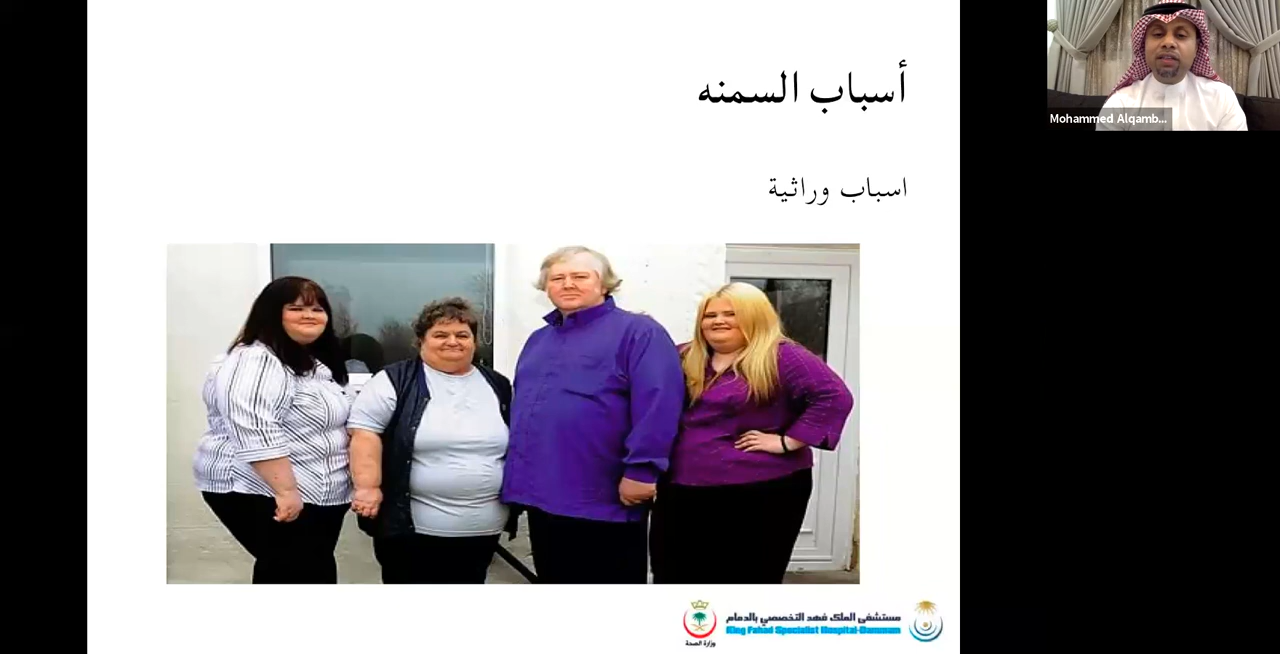 أسباب السمنه
اسباب وراثية
Mohammed Alqamb...
مستشفى الملك فهد التخصصي بالدمام
King Fahad Specialist Hospital-Dammam
وزارة الصحة